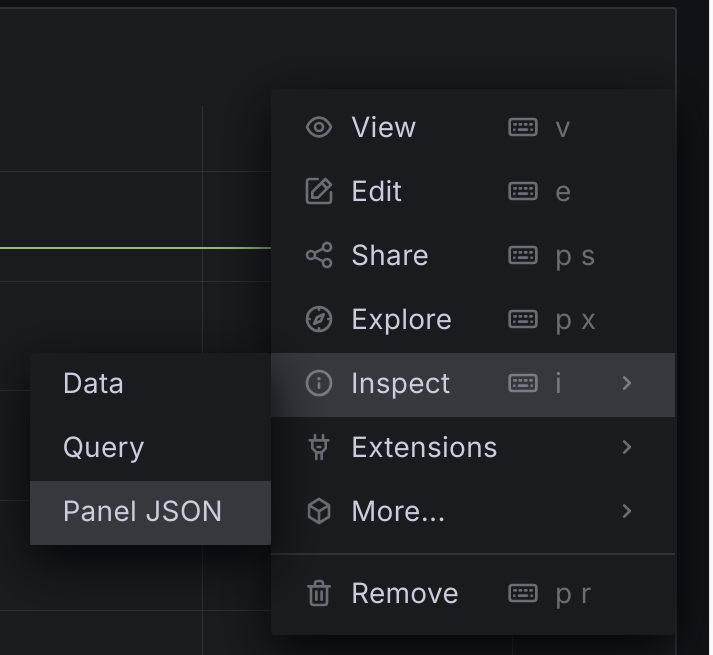 View v
Edit e
Share p s
Explore p x
Inspect i
Extensions
More...
Remove p r
Data
Query
Panel JSON